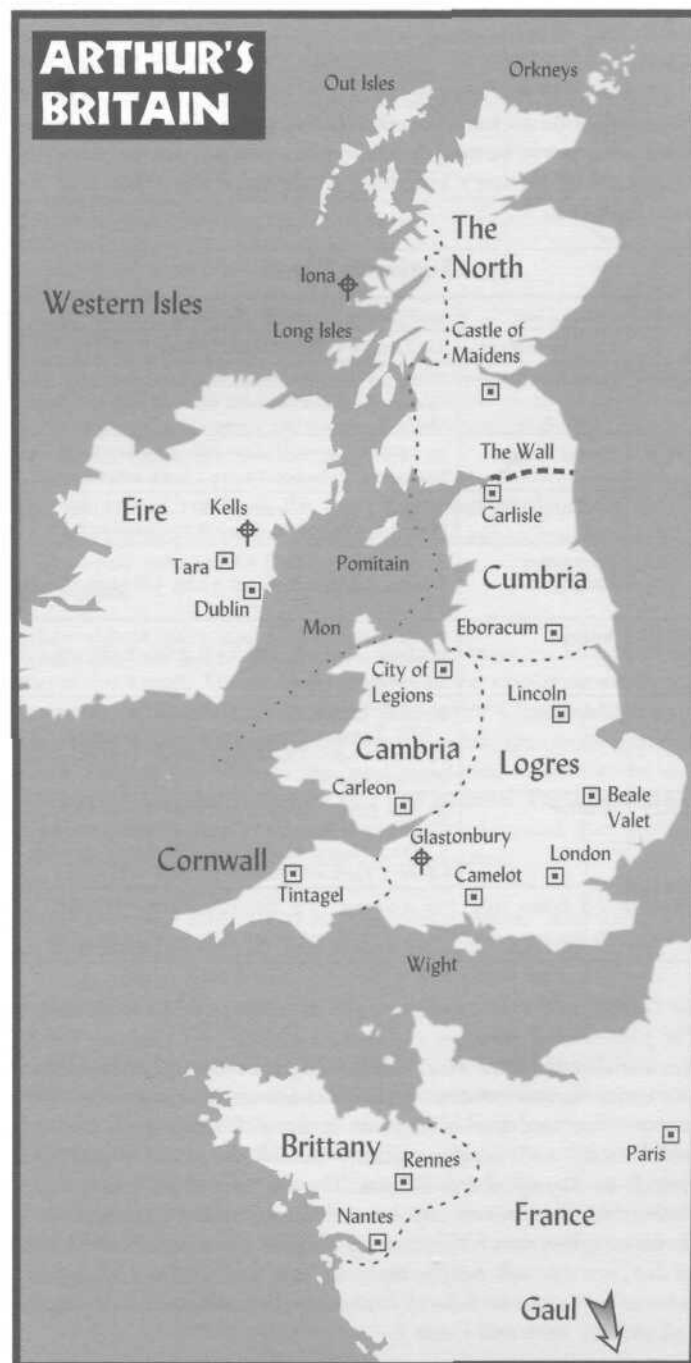 ARTHUR'S
BRITAIN
Out Isles
Orkneys
The
North
Iona
Western Isles
Long Isles
Castle of
Maidens
The Wall
Carlisle
Kells
Eire
Tara
Dublin
Pomitain
Cumbria
Mon
Eboracum
City of
Legions
Lincoln
Cambria
Logres
Carleon
Beale
Valet
Glastonbury
London
Cornwall
Camelot
Tintagel
Wight
Brittany
Rennes
Paris
Nantes
France
Gaul